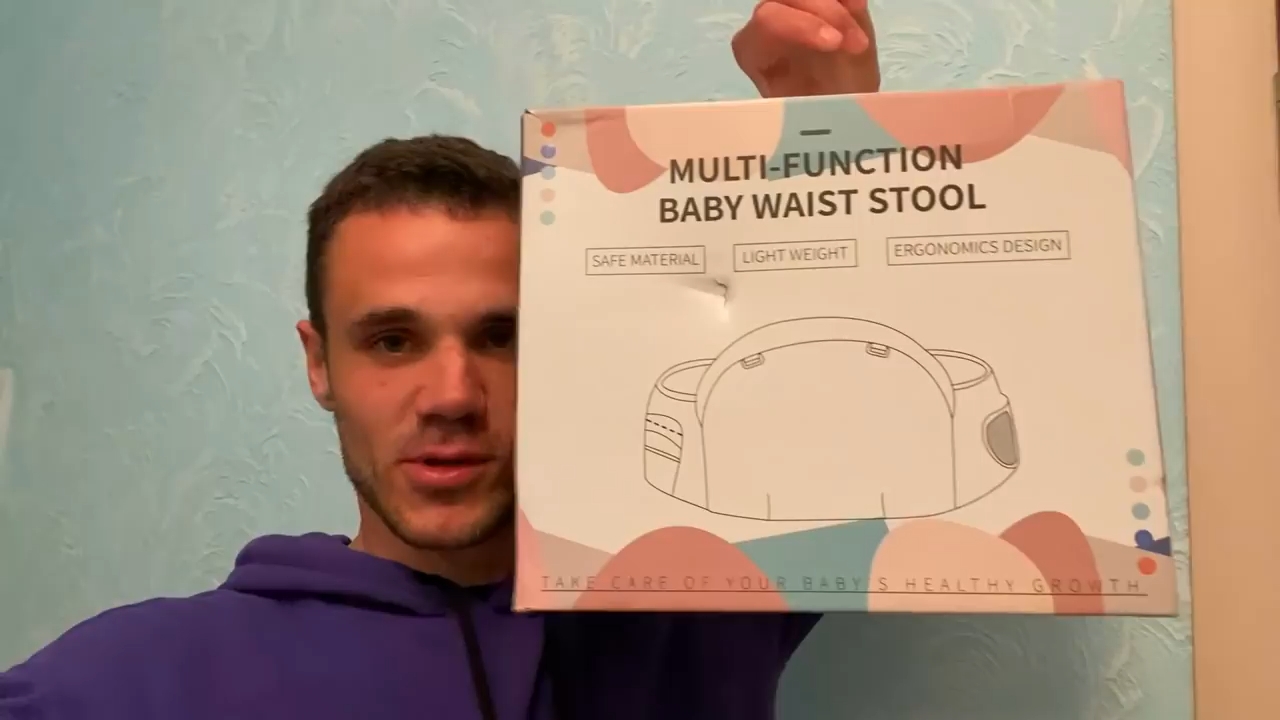 MULTI-FUNCTION
BABY WAIST STOOL
SAFE MATERIAL LIGHT WEIGHT ERGONOMICS DESIGN
TAKE CARE OF YOUR BABY S HEALTHY GROWTH